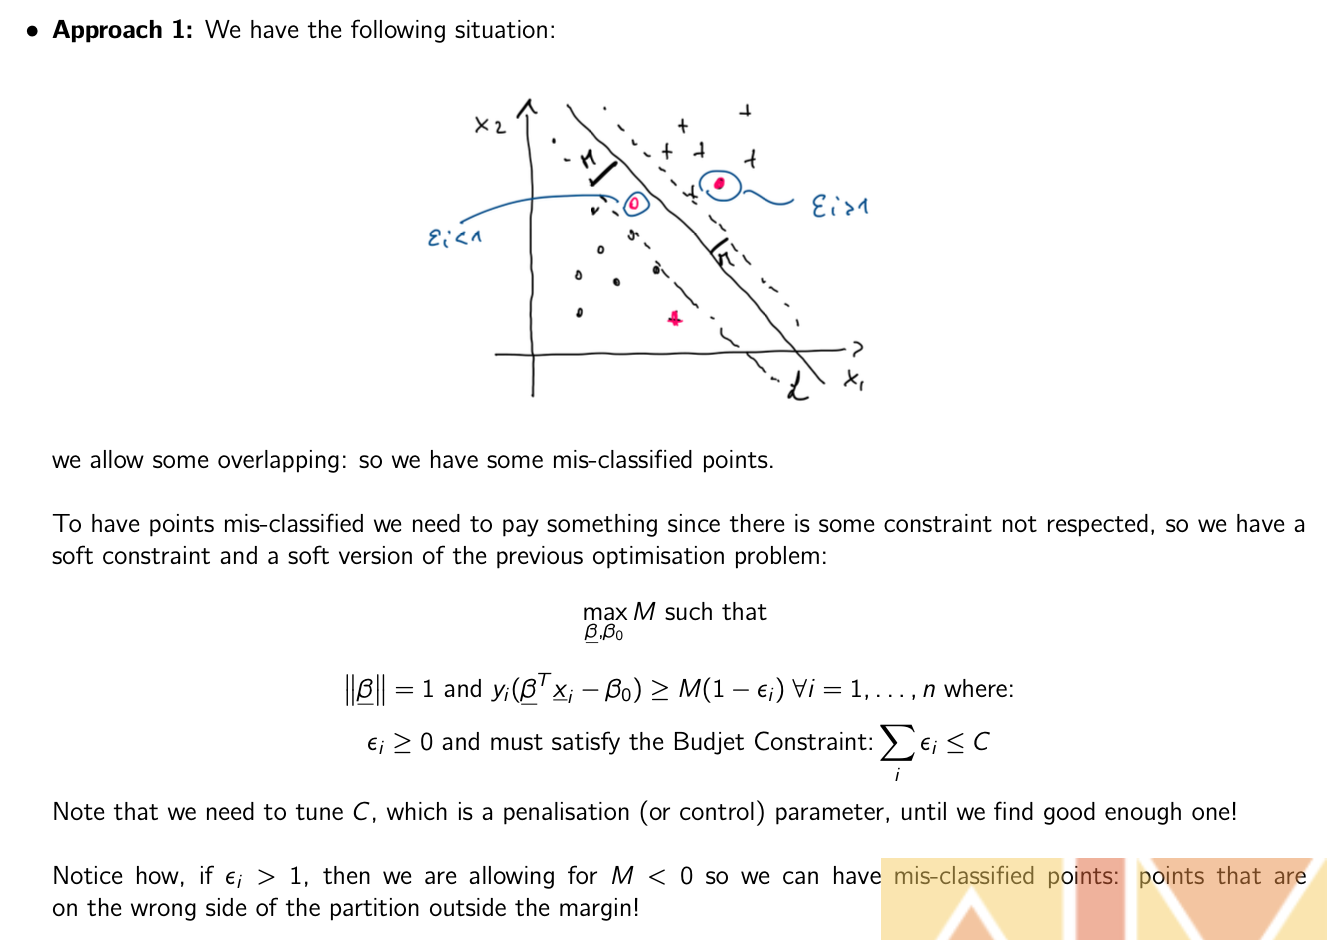 • Approach 1: We have the following situation:
x2
M
εi>1
εi<1
M
x1
L
we allow some overlapping: so we have some mis-classified points.
To have points mis-classified we need to pay something since there is some constraint not respected, so we have a
soft constraint and a soft version of the previous optimisation problem:
max M such that
β,β₀
‖β‖ = 1 and yᵢ(βᵀxᵢ − β₀) ≥ M(1 − ϵᵢ) ∀i = 1, . . . , n where:
ϵᵢ ≥ 0 and must satisfy the Budjet Constraint: ∑ ϵᵢ ≤ C
i
Note that we need to tune C, which is a penalisation (or control) parameter, until we find good enough one!
Notice how, if ϵᵢ > 1, then we are allowing for M < 0 so we can have mis-classified points: points that are
on the wrong side of the partition outside the margin!